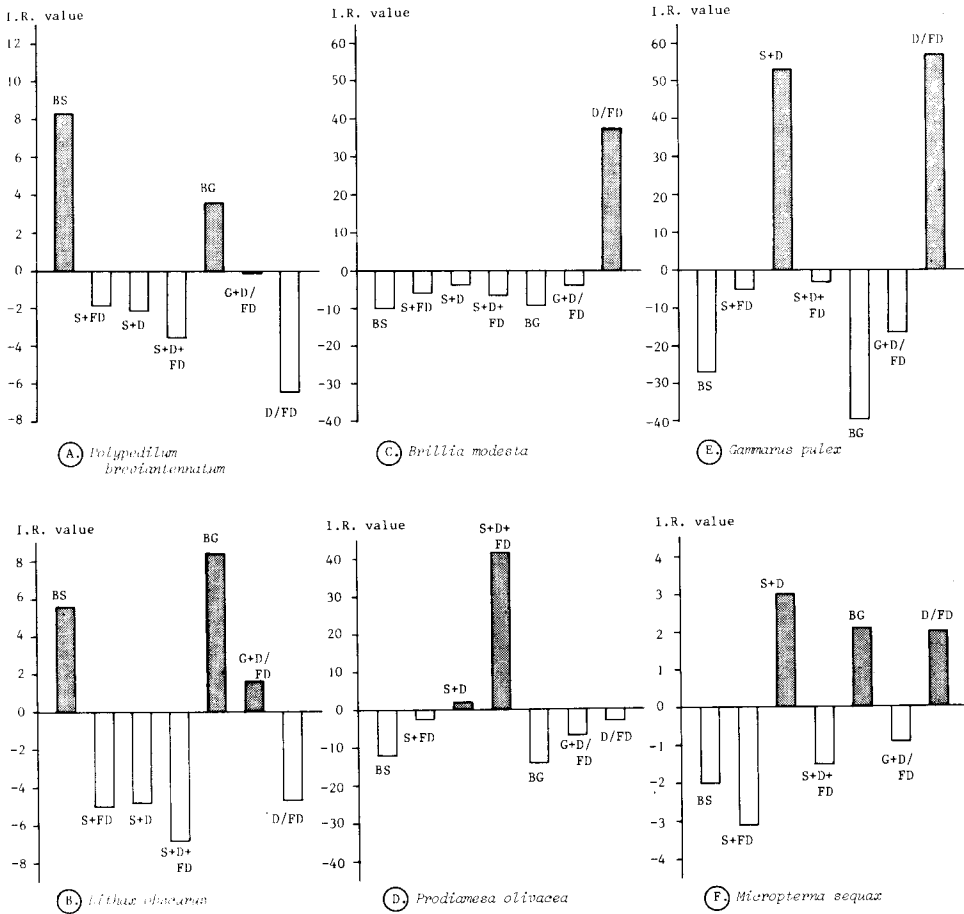 I.R. value
12
10
8
6
4
2
0
-2
-4
-6
-8
BS
S+FD
S+D
S+D+
FD
BG
G+D/
FD
D/FD
A. Polypedilum
breviantennatum
I.R. value
60
50
40
30
20
10
0
-10
-20
-30
-40
BS
S+FD
S+D
S+D+
FD
BG
G+D/
FD
D/FD
C. Brillia modesta
I.R. value
60
50
40
30
20
10
0
-10
-20
-30
-40
BS
S+FD
S+D
S+D+
FD
BG
G+D/
FD
D/FD
E. Gammarus pulex
I.R. value
8
6
4
2
0
-2
-4
-6
-8
BS
S+FD
S+D
S+D+
FD
BG
G+D/
FD
D/FD
B. Lithax obscurus
I.R. value
40
30
20
10
0
-10
-20
-30
-40
BS
S+FD
S+D
S+D+
FD
BG
G+D/
FD
D/FD
D. Prodiamesa olivacea
I.R. value
4
3
2
1
0
-1
-2
-3
-4
BS
S+FD
S+D
S+D+
FD
BG
G+D/
FD
D/FD
F. Micropterna sequax